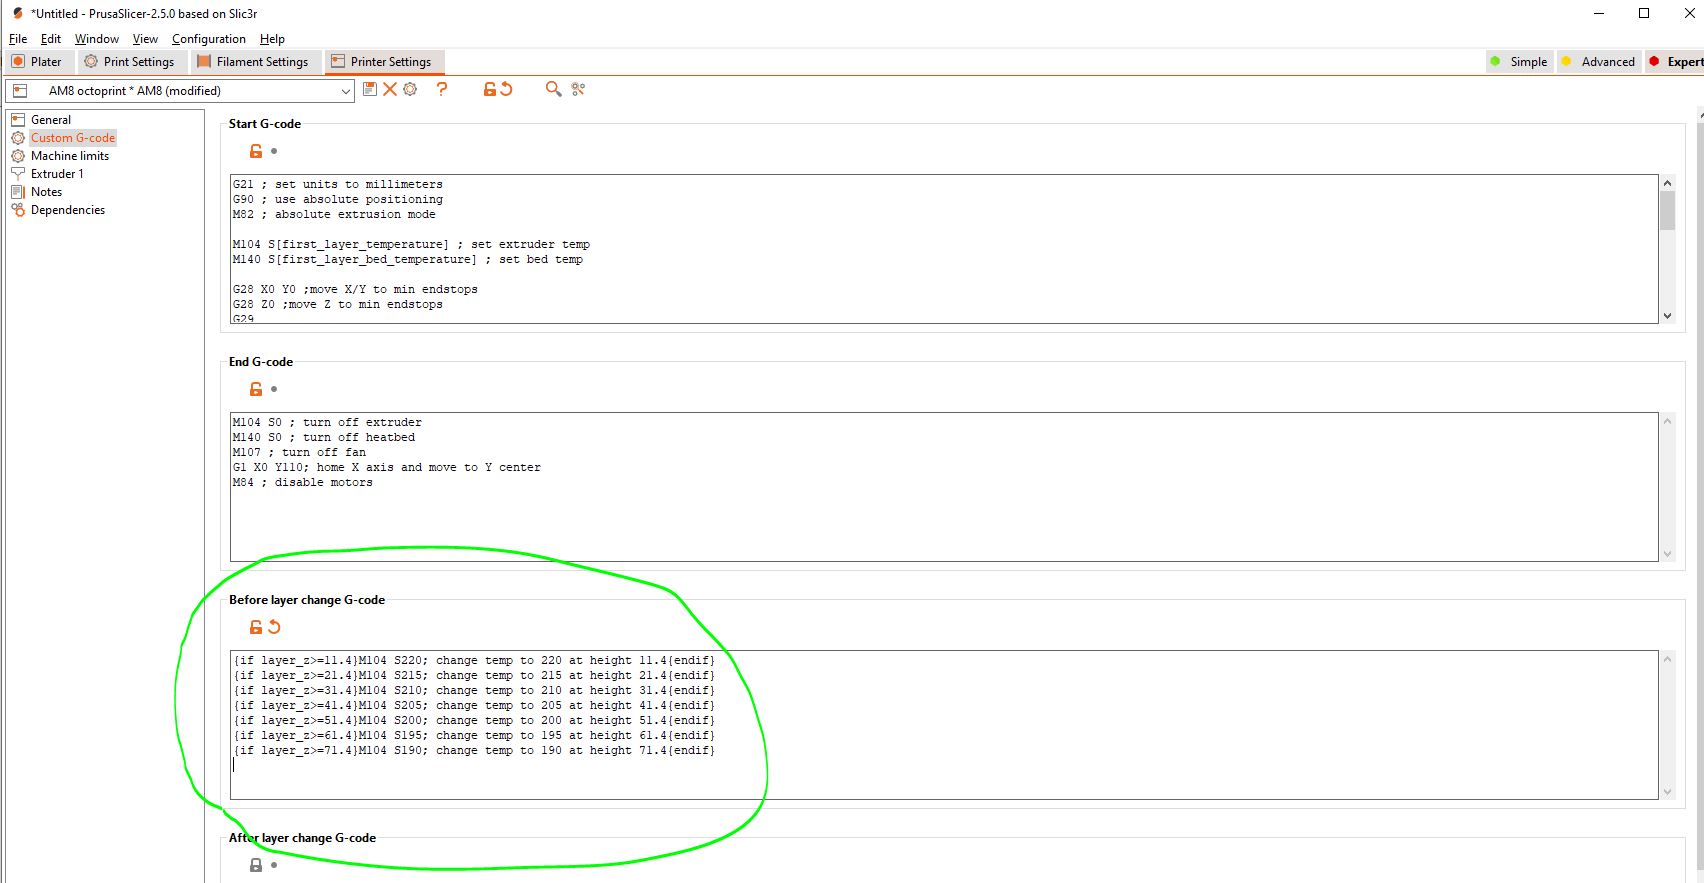 *Untitled - PrusaSlicer-2.5.0 based on Slic3r
File Edit Window View Configuration Help
Plater Print Settings Filament Settings Printer Settings Simple Advanced Expert
AM8 octoprint * AM8 (modified)
General
Custom G-code
Machine limits
Extruder 1
Notes
Dependencies
Start G-code
G21 ; set units to millimeters
G90 ; use absolute positioning
M82 ; absolute extrusion mode
M104 S[first_layer_temperature] ; set extruder temp
M140 S[first_layer_bed_temperature] ; set bed temp
G28 X0 Y0 ;move X/Y to min endstops
G28 Z0 ;move Z to min endstops
G29
End G-code
M104 S0 ; turn off extruder
M140 S0 ; turn off heatbed
M107 ; turn off fan
G1 X0 Y110; home X axis and move to Y center
M84 ; disable motors
Before layer change G-code
{if layer_z>=11.4}M104 S220; change temp to 220 at height 11.4{endif}
{if layer_z>=21.4}M104 S215; change temp to 215 at height 21.4{endif}
{if layer_z>=31.4}M104 S210; change temp to 210 at height 31.4{endif}
{if layer_z>=41.4}M104 S205; change temp to 205 at height 41.4{endif}
{if layer_z>=51.4}M104 S200; change temp to 200 at height 51.4{endif}
{if layer_z>=61.4}M104 S195; change temp to 195 at height 61.4{endif}
{if layer_z>=71.4}M104 S190; change temp to 190 at height 71.4{endif}
After layer change G-code